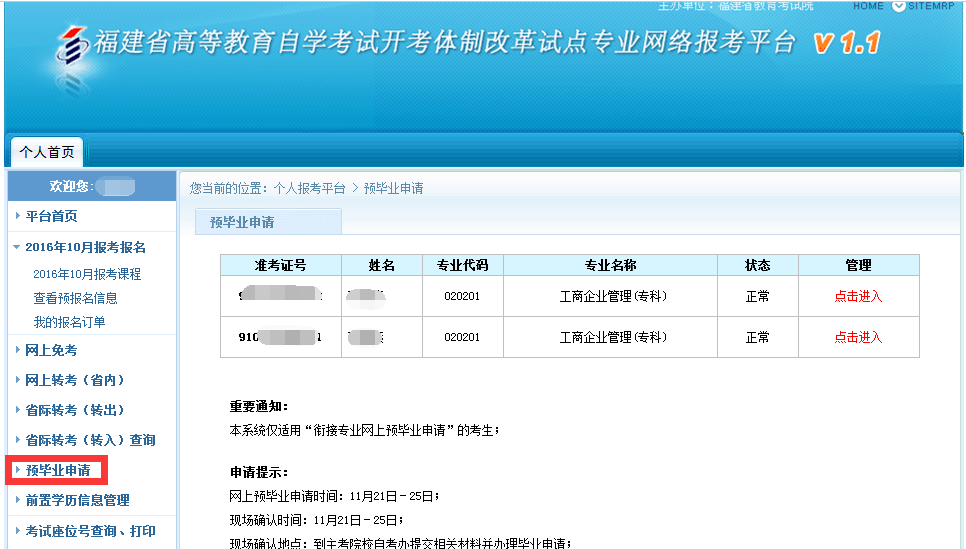 主办单位：福建省教育考试院 HOME SITEMRP
福建省高等教育自学考试开考体制改革试点专业网络报考平台 V 1.1
个人首页
欢迎您:
平台首页
2016年10月报考报名
2016年10月报考课程
查看预报名信息
我的报名订单
网上免考
网上转考（省内）
省际转考（转出）
省际转考（转入）查询
预毕业申请
前置学历信息管理
考试座位号查询、打印
您当前的位置: 个人报考平台 > 预毕业申请
预毕业申请
准考证号 姓名 专业代码 专业名称 状态 管理
020201 工商企业管理(专科) 正常 点击进入
910 020201 工商企业管理(专科) 正常 点击进入
重要通知：
本系统仅适用“衔接专业网上预毕业申请”的考生；
申请提示：
网上预毕业申请时间：11月21日－25日；
现场确认时间：11月21日－25日；
现场确认地点：到主考院校自考办提交相关材料并办理毕业申请；